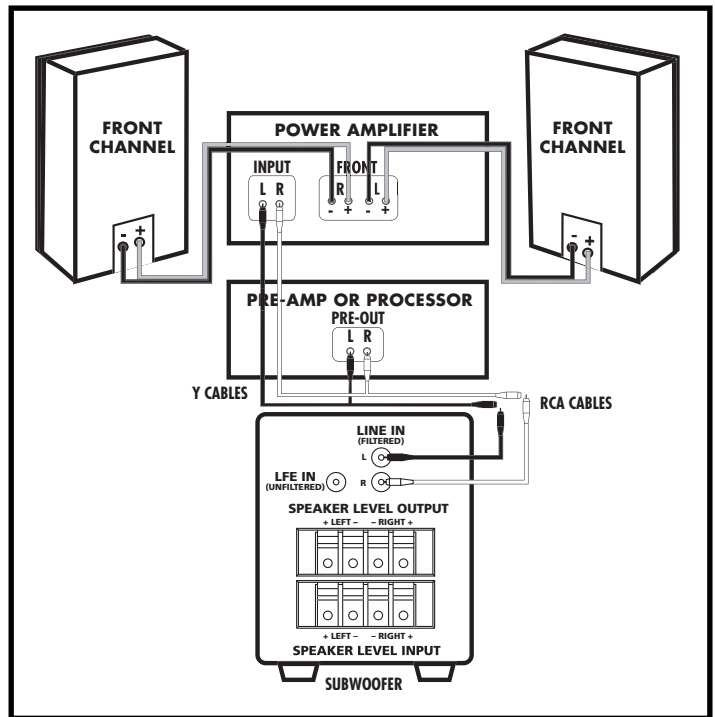 FRONT
CHANNEL
- +
POWER AMPLIFIER
INPUT
L R
FRONT
R L
- + - +
FRONT
CHANNEL
- +
PRE-AMP OR PROCESSOR
PRE-OUT
L R
Y CABLES
RCA CABLES
LINE IN
(FILTERED)
L
LFE IN
(UNFILTERED)
R
SPEAKER LEVEL OUTPUT
+ LEFT – – RIGHT +
+ LEFT – – RIGHT +
SPEAKER LEVEL INPUT
SUBWOOFER